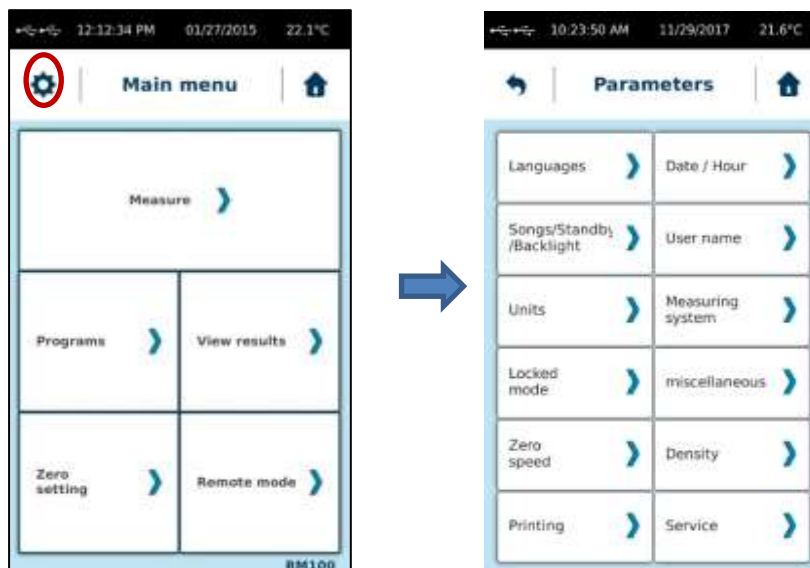 12:12:34 PM 01/27/2015 22.1°C
Main menu
Measure
Programs
View results
Zero
setting
Remote mode
RM100
10:23:50 AM 11/29/2017 21.6°C
Parameters
Languages
Date / Hour
Songs/Standby
/Backlight
User name
Units
Measuring
system
Locked
mode
miscellaneous
Zero
speed
Density
Printing
Service